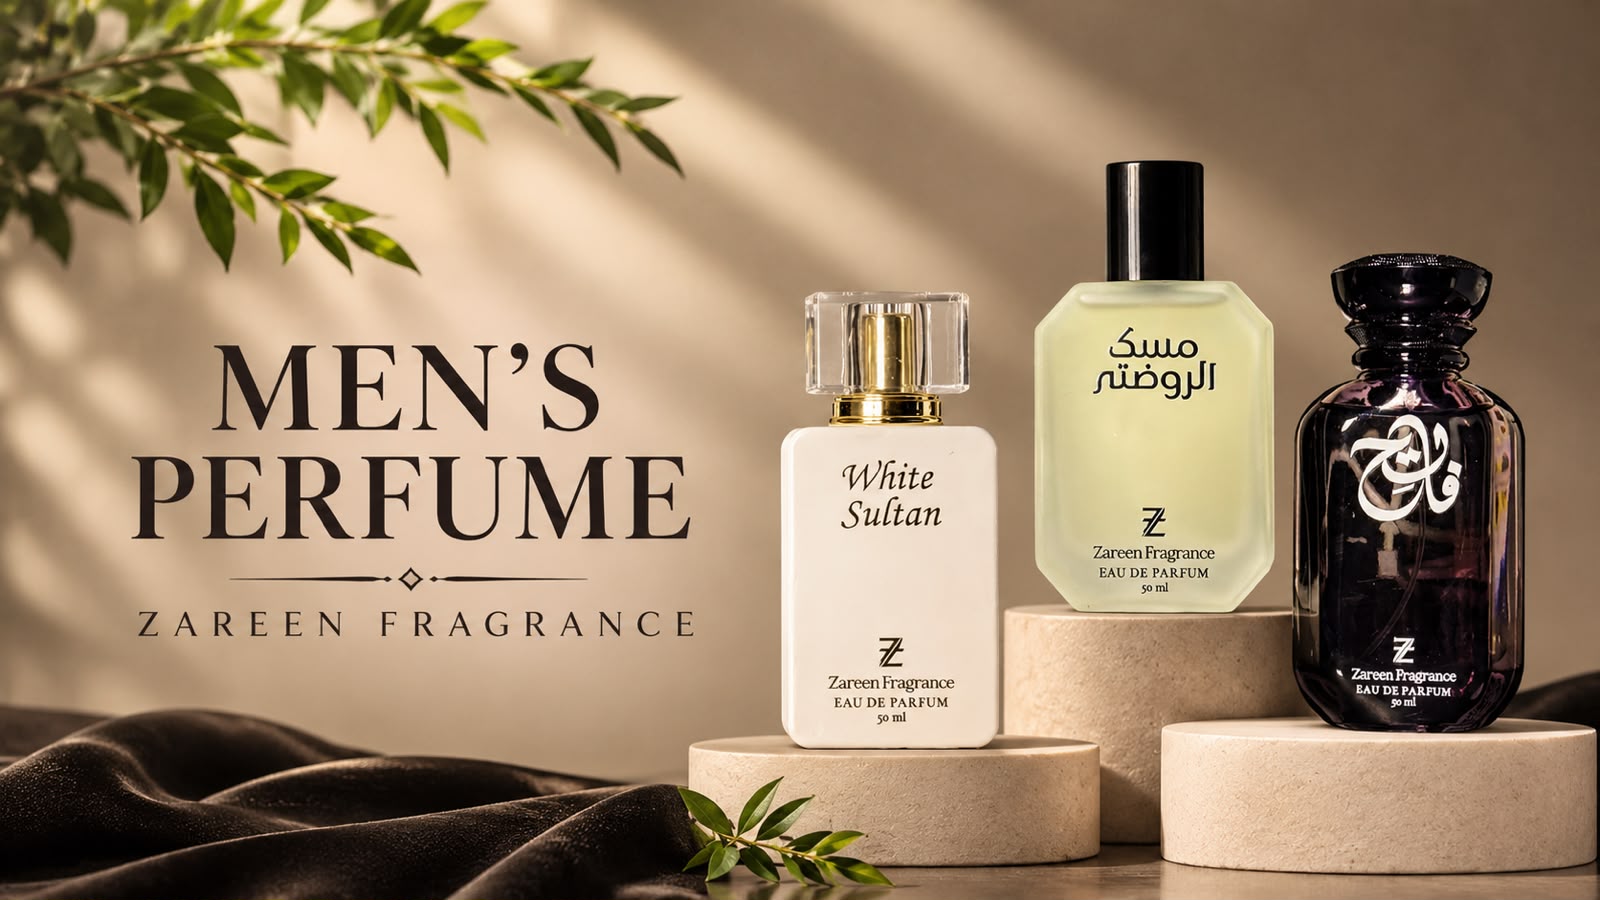 MEN'S
PERFUME
ZAREEN FRAGRANCE
White
Sultan
Zareen Fragrance
EAU DE PARFUM
50 ml
مسک
الروضتہ
Zareen Fragrance
EAU DE PARFUM
50 ml
Zareen Fragrance
EAU DE PARFUM
50 ml